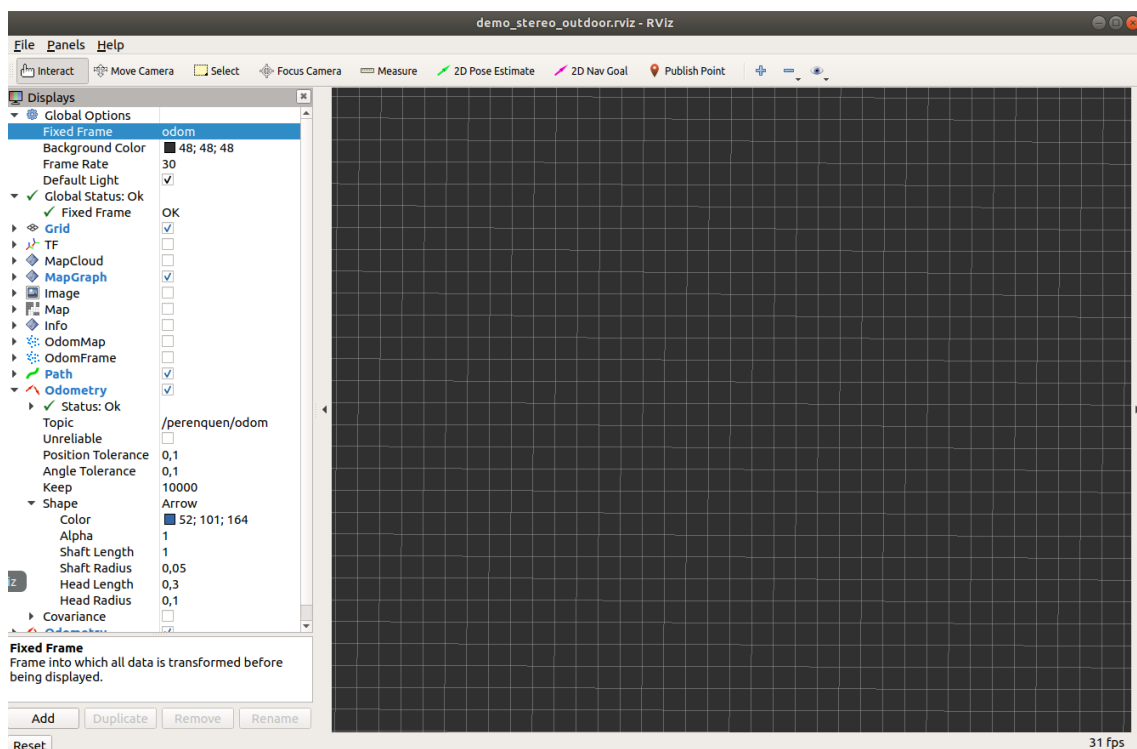 demo_stereo_outdoor.rviz - RViz
File Panels Help
Interact Move Camera Select Focus Camera Measure 2D Pose Estimate 2D Nav Goal Publish Point
Displays
Global Options
Fixed Frame odom
Background Color 48; 48; 48
Frame Rate 30
Default Light
Global Status: Ok
Fixed Frame OK
Grid
TF
MapCloud
MapGraph
Image
Map
Info
OdomMap
OdomFrame
Path
Odometry
Status: Ok
Topic /perenquen/odom
Unreliable
Position Tolerance 0,1
Angle Tolerance 0,1
Keep 10000
Shape Arrow
Color 52; 101; 164
Alpha 1
Shaft Length 1
Shaft Radius 0,05
iz Head Length 0,3
Head Radius 0,1
Covariance
Odometry
Fixed Frame
Frame into which all data is transformed before
being displayed.
Add Duplicate Remove Rename
Reset 31 fps